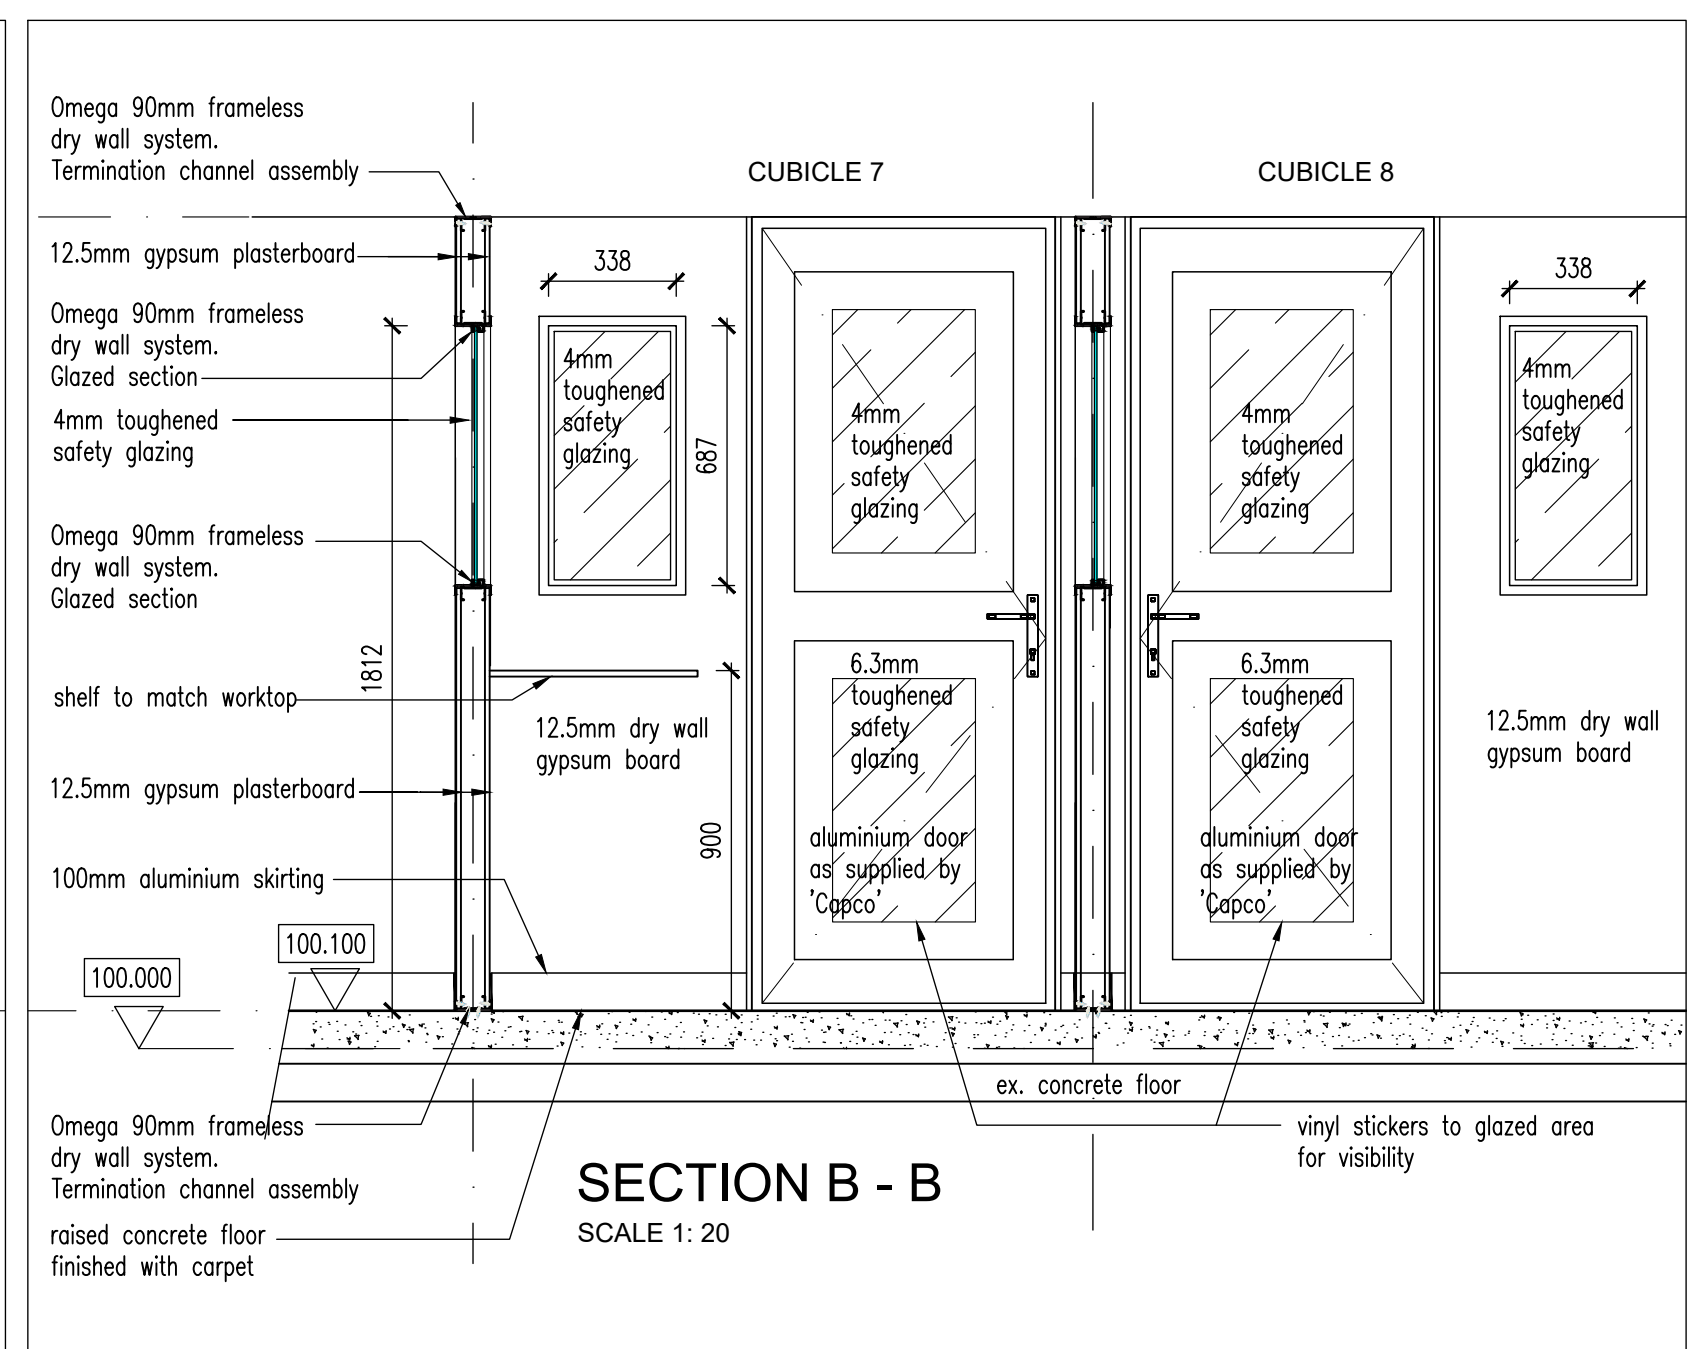 Omega 90mm frameless
dry wall system.
Termination channel assembly
CUBICLE 7
CUBICLE 8
12.5mm gypsum plasterboard
338
338
Omega 90mm frameless
dry wall system.
Glazed section
4mm toughened
safety glazing
4mm
toughened
safety
glazing
687
4mm
toughened
safety
glazing
4mm
toughened
safety
glazing
4mm
toughened
safety
glazing
Omega 90mm frameless
dry wall system.
Glazed section
1812
shelf to match worktop
12.5mm dry wall
gypsum board
6.3mm
toughened
safety
glazing
6.3mm
toughened
safety
glazing
12.5mm dry wall
gypsum board
12.5mm gypsum plasterboard
900
aluminium door
as supplied by
'Capco'
aluminium door
as supplied by
'Capco'
100mm aluminium skirting
100.100
100.000
ex. concrete floor
Omega 90mm frameless
dry wall system.
Termination channel assembly
vinyl stickers to glazed area
for visibility
SECTION B - B
SCALE 1: 20
raised concrete floor
finished with carpet